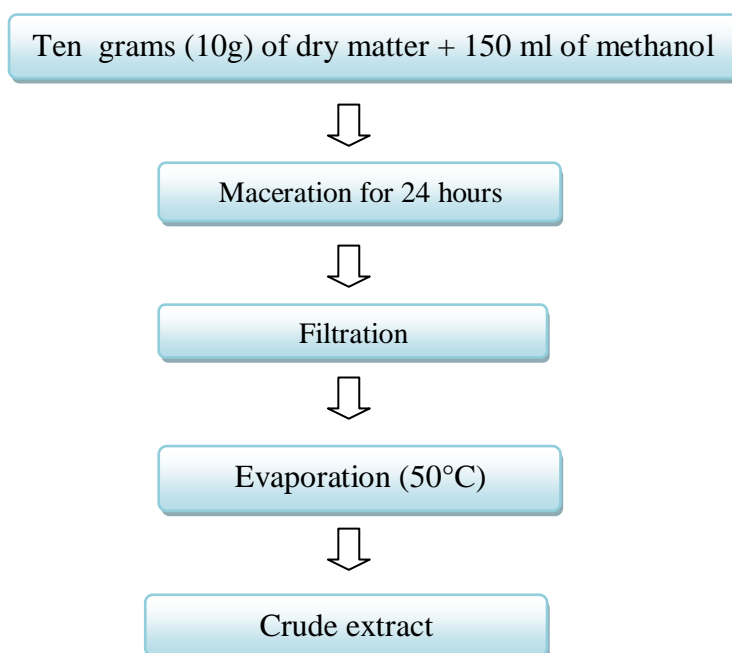 Ten grams (10g) of dry matter + 150 ml of methanol
Maceration for 24 hours
Filtration
Evaporation (50°C)
Crude extract